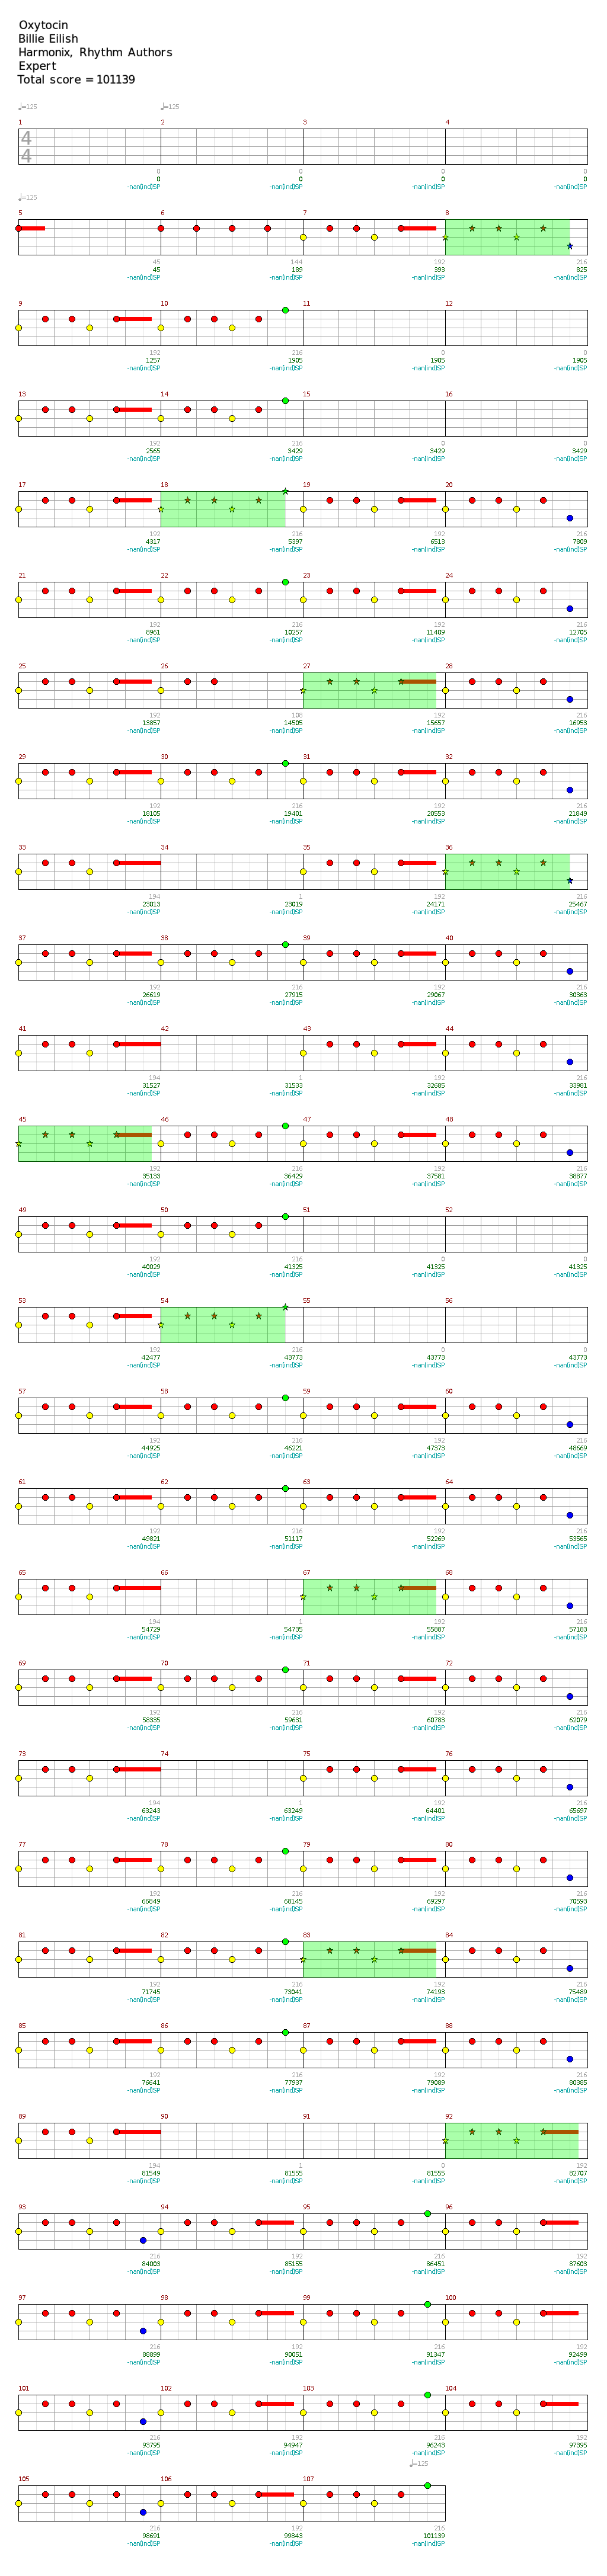 Oxytocin
Billie Eilish
Harmonix, Rhythm Authors
Expert
Total score = 101139
♩=125 ♩=125
1 2 3 4
4
4
0 0 0 0
0 0 0 0
-nan(ind)SP -nan(ind)SP -nan(ind)SP -nan(ind)SP
♩=125
5 6 7 8
45 144 192 216
45 189 393 825
-nan(ind)SP -nan(ind)SP -nan(ind)SP -nan(ind)SP
9 10 11 12
192 216 0 0
1257 1905 1905 1905
-nan(ind)SP -nan(ind)SP -nan(ind)SP -nan(ind)SP
13 14 15 16
192 216 0 0
2565 3429 3429 3429
-nan(ind)SP -nan(ind)SP -nan(ind)SP -nan(ind)SP
17 18 19 20
192 216 192 216
4317 5397 6513 7809
-nan(ind)SP -nan(ind)SP -nan(ind)SP -nan(ind)SP
21 22 23 24
192 216 192 216
8961 10257 11409 12705
-nan(ind)SP -nan(ind)SP -nan(ind)SP -nan(ind)SP
25 26 27 28
192 108 192 216
13857 14505 15657 16953
-nan(ind)SP -nan(ind)SP -nan(ind)SP -nan(ind)SP
29 30 31 32
192 216 192 216
18105 19401 20553 21849
-nan(ind)SP -nan(ind)SP -nan(ind)SP -nan(ind)SP
33 34 35 36
194 1 192 216
23013 23019 24171 25467
-nan(ind)SP -nan(ind)SP -nan(ind)SP -nan(ind)SP
37 38 39 40
192 216 192 216
26619 27915 29067 30363
-nan(ind)SP -nan(ind)SP -nan(ind)SP -nan(ind)SP
41 42 43 44
194 1 192 216
31527 31533 32685 33981
-nan(ind)SP -nan(ind)SP -nan(ind)SP -nan(ind)SP
45 46 47 48
192 216 192 216
35133 36429 37581 38877
-nan(ind)SP -nan(ind)SP -nan(ind)SP -nan(ind)SP
49 50 51 52
192 216 0 0
40029 41325 41325 41325
-nan(ind)SP -nan(ind)SP -nan(ind)SP -nan(ind)SP
53 54 55 56
192 216 0 0
42477 43773 43773 43773
-nan(ind)SP -nan(ind)SP -nan(ind)SP -nan(ind)SP
57 58 59 60
192 216 192 216
44925 46221 47373 48669
-nan(ind)SP -nan(ind)SP -nan(ind)SP -nan(ind)SP
61 62 63 64
192 216 192 216
49821 51117 52269 53565
-nan(ind)SP -nan(ind)SP -nan(ind)SP -nan(ind)SP
65 66 67 68
194 1 192 216
54729 54735 55887 57183
-nan(ind)SP -nan(ind)SP -nan(ind)SP -nan(ind)SP
69 70 71 72
192 216 192 216
58335 59631 60783 62079
-nan(ind)SP -nan(ind)SP -nan(ind)SP -nan(ind)SP
73 74 75 76
194 1 192 216
63243 63249 64401 65697
-nan(ind)SP -nan(ind)SP -nan(ind)SP -nan(ind)SP
77 78 79 80
192 216 192 216
66849 68145 69297 70593
-nan(ind)SP -nan(ind)SP -nan(ind)SP -nan(ind)SP
81 82 83 84
192 216 192 216
71745 73041 74193 75489
-nan(ind)SP -nan(ind)SP -nan(ind)SP -nan(ind)SP
85 86 87 88
192 216 192 216
76641 77937 79089 80385
-nan(ind)SP -nan(ind)SP -nan(ind)SP -nan(ind)SP
89 90 91 92
194 1 0 192
81549 81555 81555 82707
-nan(ind)SP -nan(ind)SP -nan(ind)SP -nan(ind)SP
93 94 95 96
216 192 216 192
84003 85155 86451 87603
-nan(ind)SP -nan(ind)SP -nan(ind)SP -nan(ind)SP
97 98 99 100
216 192 216 192
88899 90051 91347 92499
-nan(ind)SP -nan(ind)SP -nan(ind)SP -nan(ind)SP
101 102 103 104
216 192 216 192
93795 94947 96243 97395
-nan(ind)SP -nan(ind)SP -nan(ind)SP -nan(ind)SP
♩=125
105 106 107
216 192 216
98691 99843 101139
-nan(ind)SP -nan(ind)SP -nan(ind)SP